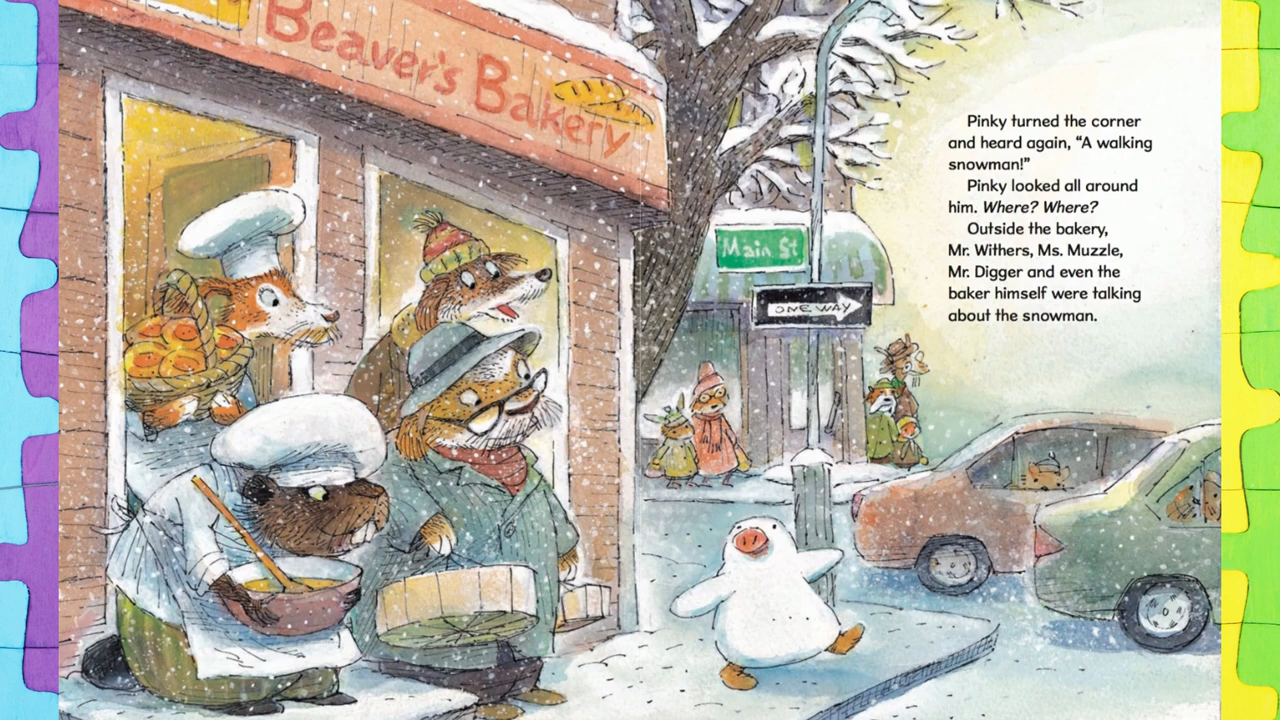 Beaver's Bakery
Main St
ONE WAY
Pinky turned the corner
and heard again, “A walking
snowman!”
Pinky looked all around
him. Where? Where?
Outside the bakery,
Mr. Withers, Ms. Muzzle,
Mr. Digger and even the
baker himself were talking
about the snowman.